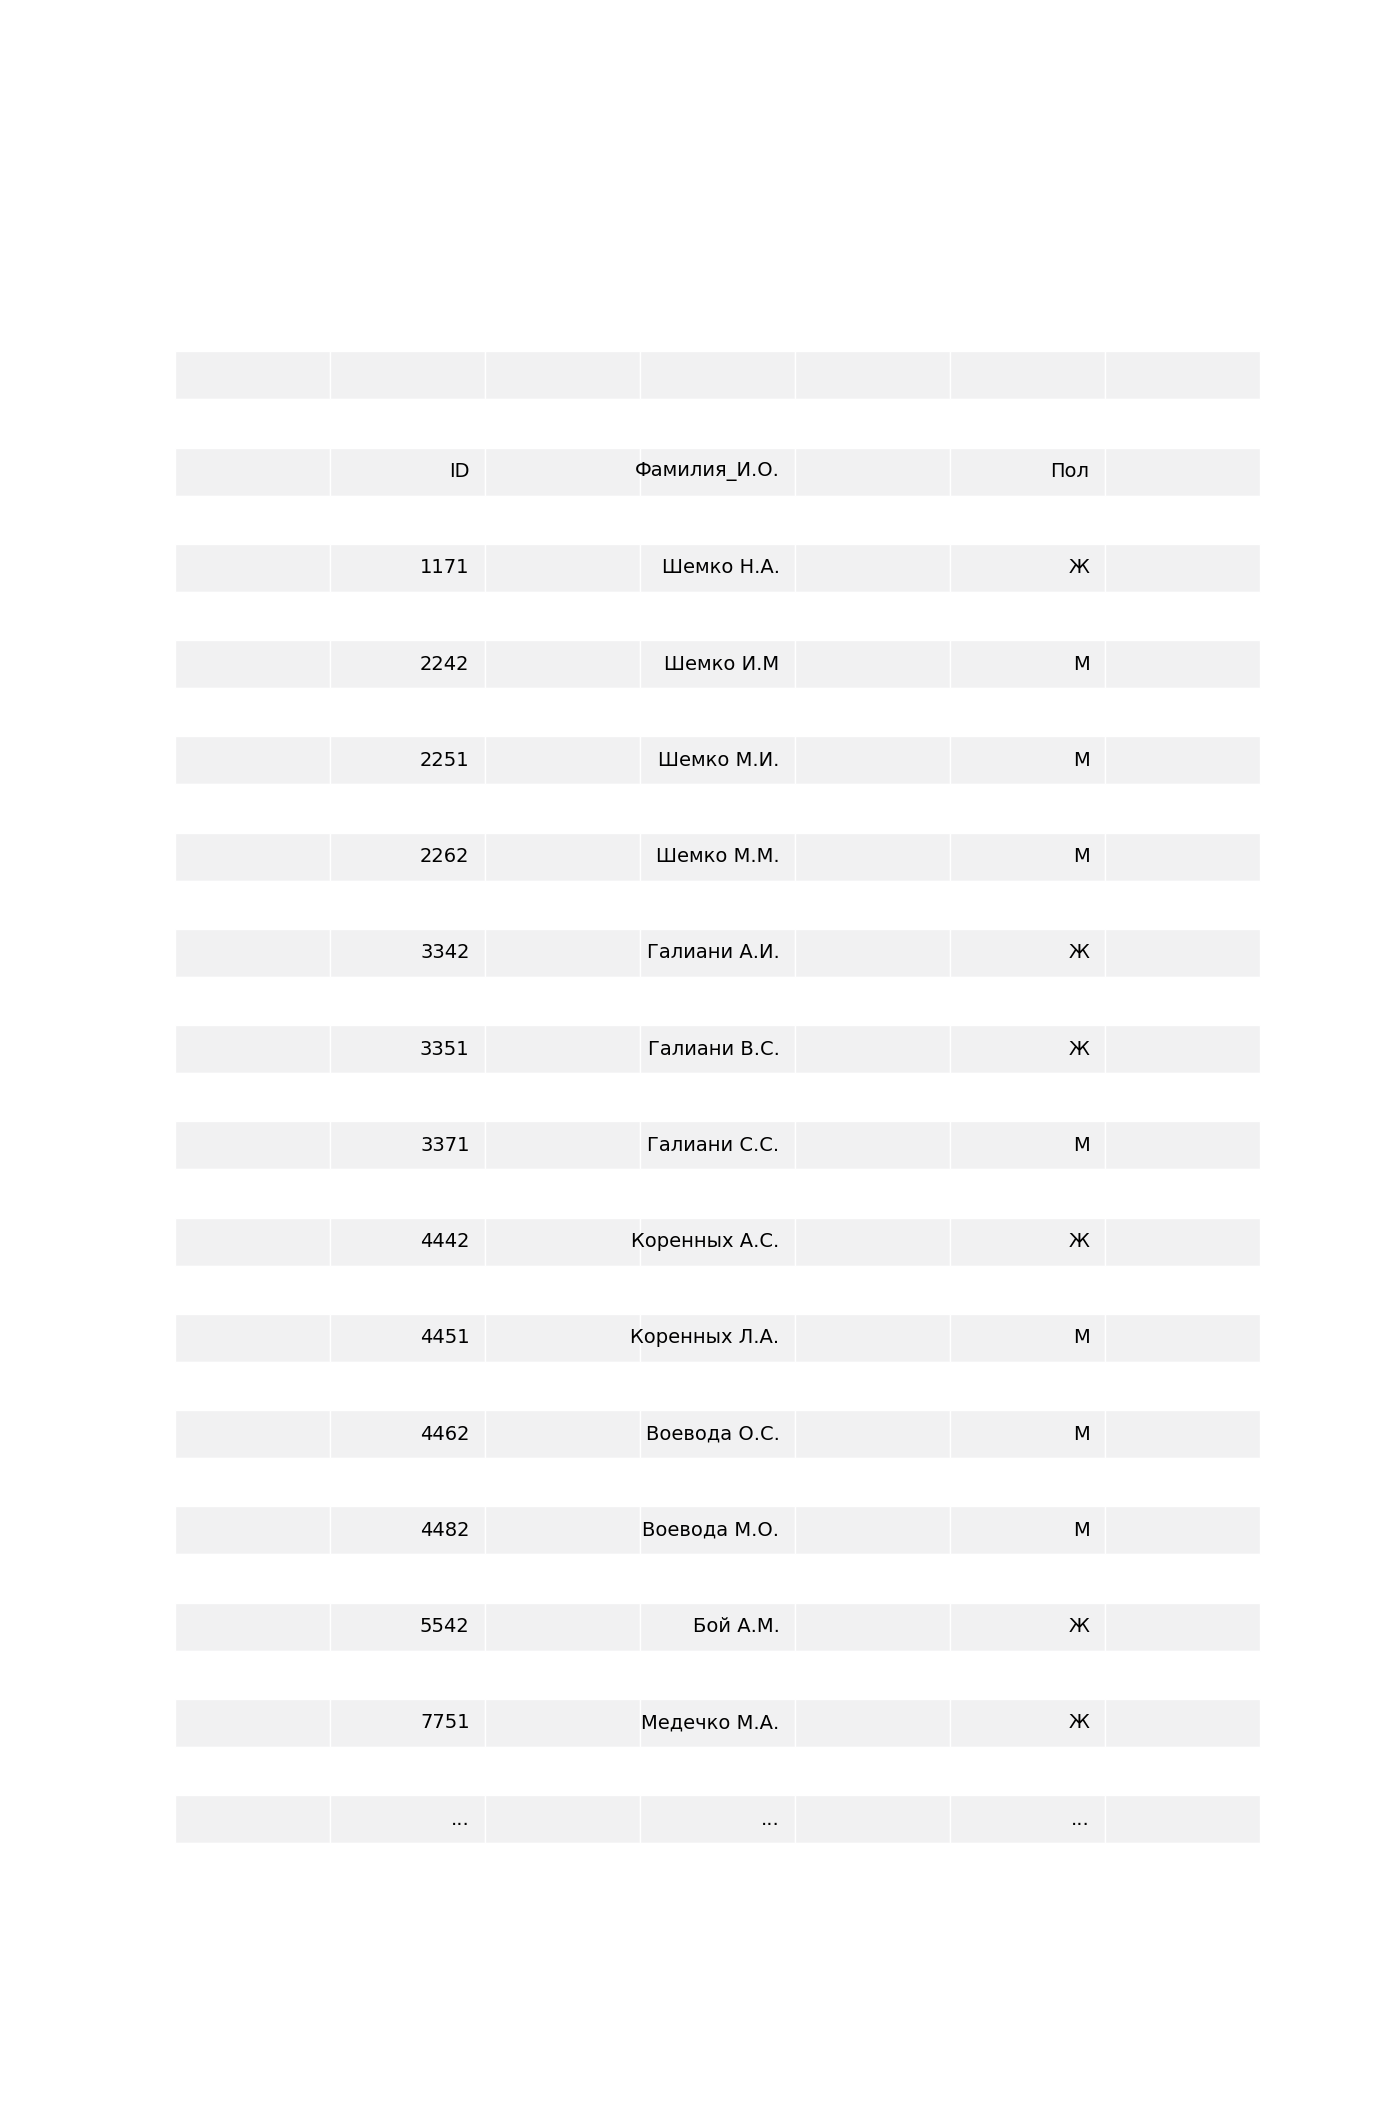 ID Фамилия_И.О. Пол
1171 Шемко Н.А. Ж
2242 Шемко И.М М
2251 Шемко М.И. М
2262 Шемко М.М. М
3342 Галиани А.И. Ж
3351 Галиани В.С. Ж
3371 Галиани С.С. М
4442 Коренных А.С. Ж
4451 Коренных Л.А. М
4462 Воевода О.С. М
4482 Воевода М.О. М
5542 Бой А.М. Ж
7751 Медечко М.А. Ж
... ... ...